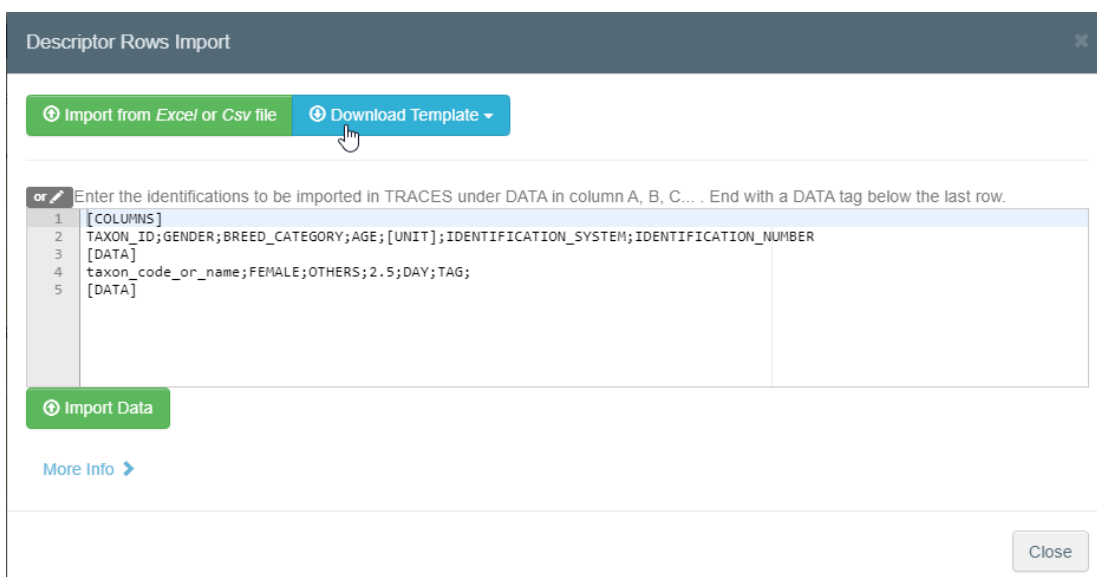 Descriptor Rows Import
Import from Excel or Csv file
Download Template
or Enter the identifications to be imported in TRACES under DATA in column A, B, C... . End with a DATA tag below the last row.
1 [COLUMNS]
2 TAXON_ID;GENDER;BREED_CATEGORY;AGE;[UNIT];IDENTIFICATION_SYSTEM;IDENTIFICATION_NUMBER
3 [DATA]
4 taxon_code_or_name;FEMALE;OTHERS;2.5;DAY;TAG;
5 [DATA]
Import Data
More Info
Close